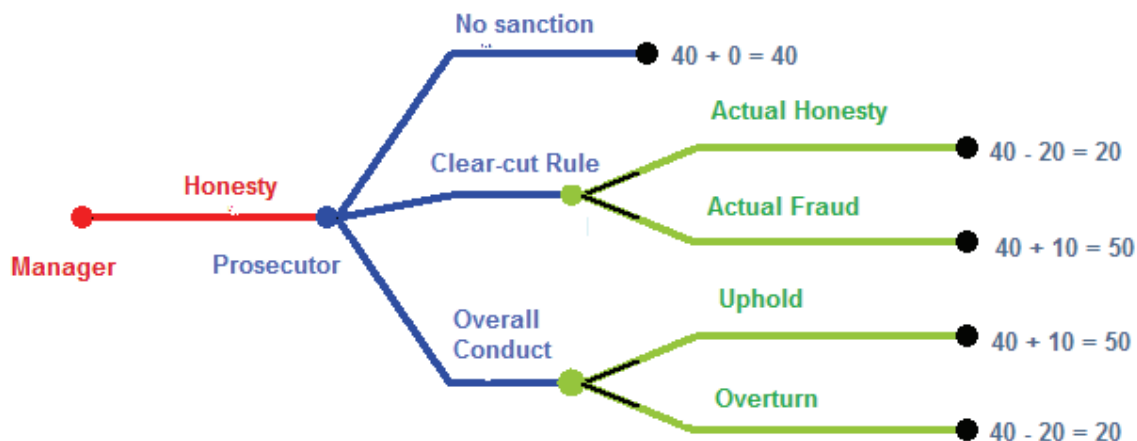 No sanction
40 + 0 = 40
Actual Honesty
40 - 20 = 20
Clear-cut Rule
Honesty
Actual Fraud
40 + 10 = 50
Manager
Prosecutor
Uphold
Overall
Conduct
40 + 10 = 50
Overturn
40 - 20 = 20